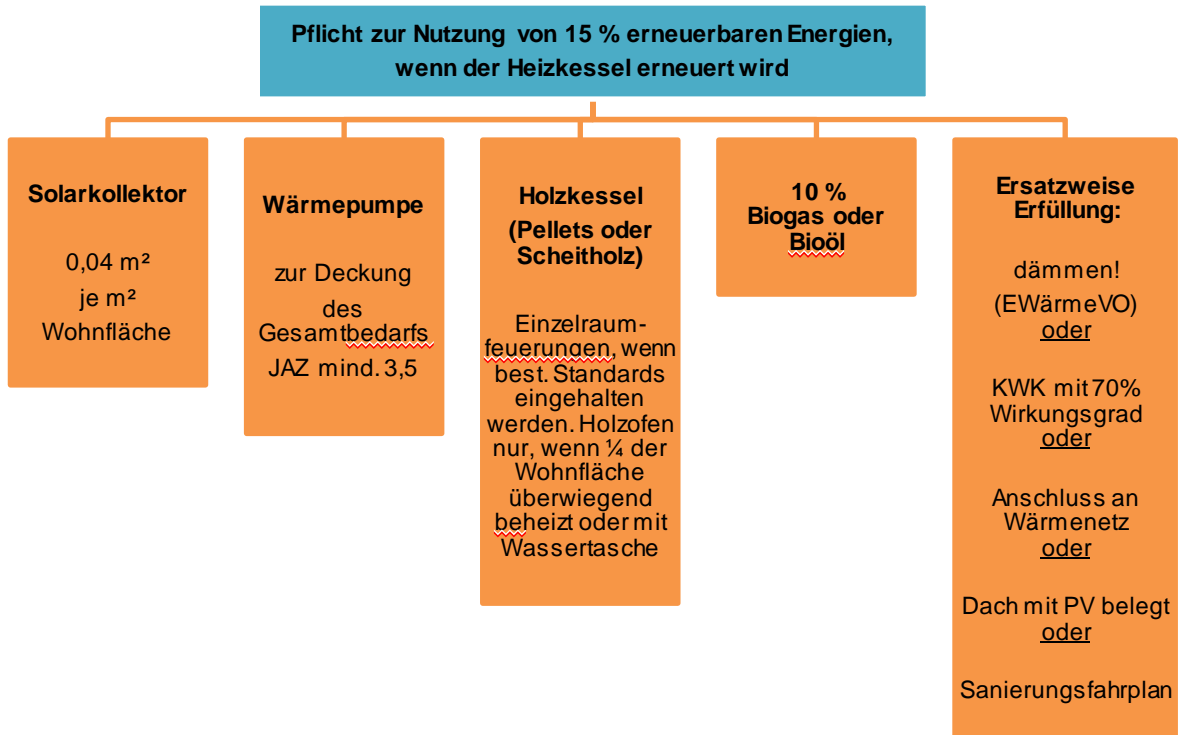 Pflicht zur Nutzung von 15 % erneuerbaren Energien,
wenn der Heizkessel erneuert wird
Solarkollektor
0,04 m²
je m²
Wohnfläche
Wärmepumpe
zur Deckung
des
Gesamtbedarfs
JAZ mind. 3,5
Holzkessel
(Pellets oder
Scheitholz)
Einzelraum-
feuerungen, wenn
best. Standards
eingehalten
werden. Holzofen
nur, wenn ¼ der
Wohnfläche
überwiegend
beheizt oder mit
Wassertasche
10 %
Biogas oder
Bioöl
Ersatzweise
Erfüllung:
dämmen!
(EWärmeVO)
oder
KWK mit 70%
Wirkungsgrad
oder
Anschluss an
Wärmenetz
oder
Dach mit PV belegt
oder
Sanierungsfahrplan